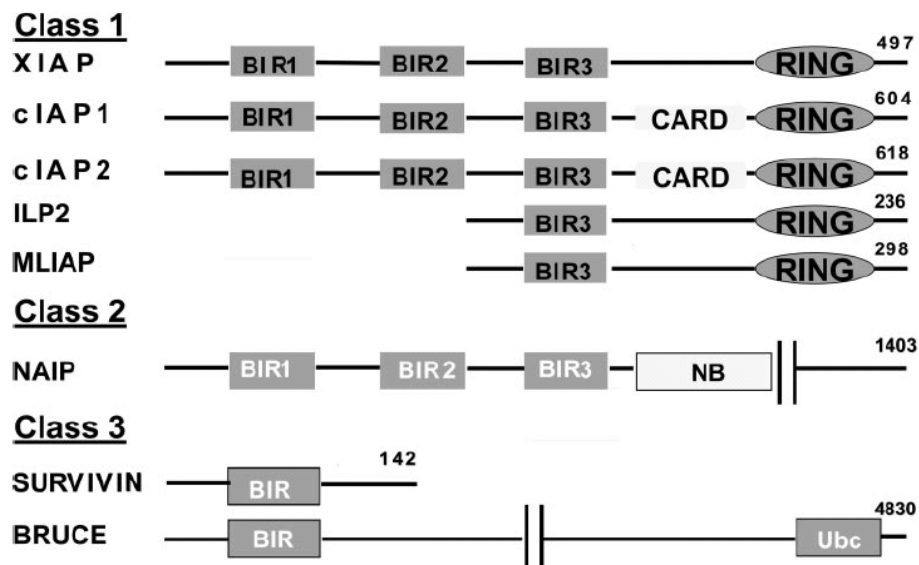 Class 1
XIAP BIR1 BIR2 BIR3 RING 497
cIAP1 BIR1 BIR2 BIR3 CARD RING 604
cIAP2 BIR1 BIR2 BIR3 CARD RING 618
ILP2 BIR3 RING 236
MLIAP BIR3 RING 298
Class 2
NAIP BIR1 BIR2 BIR3 NB 1403
Class 3
SURVIVIN BIR 142
BRUCE BIR Ubc 4830